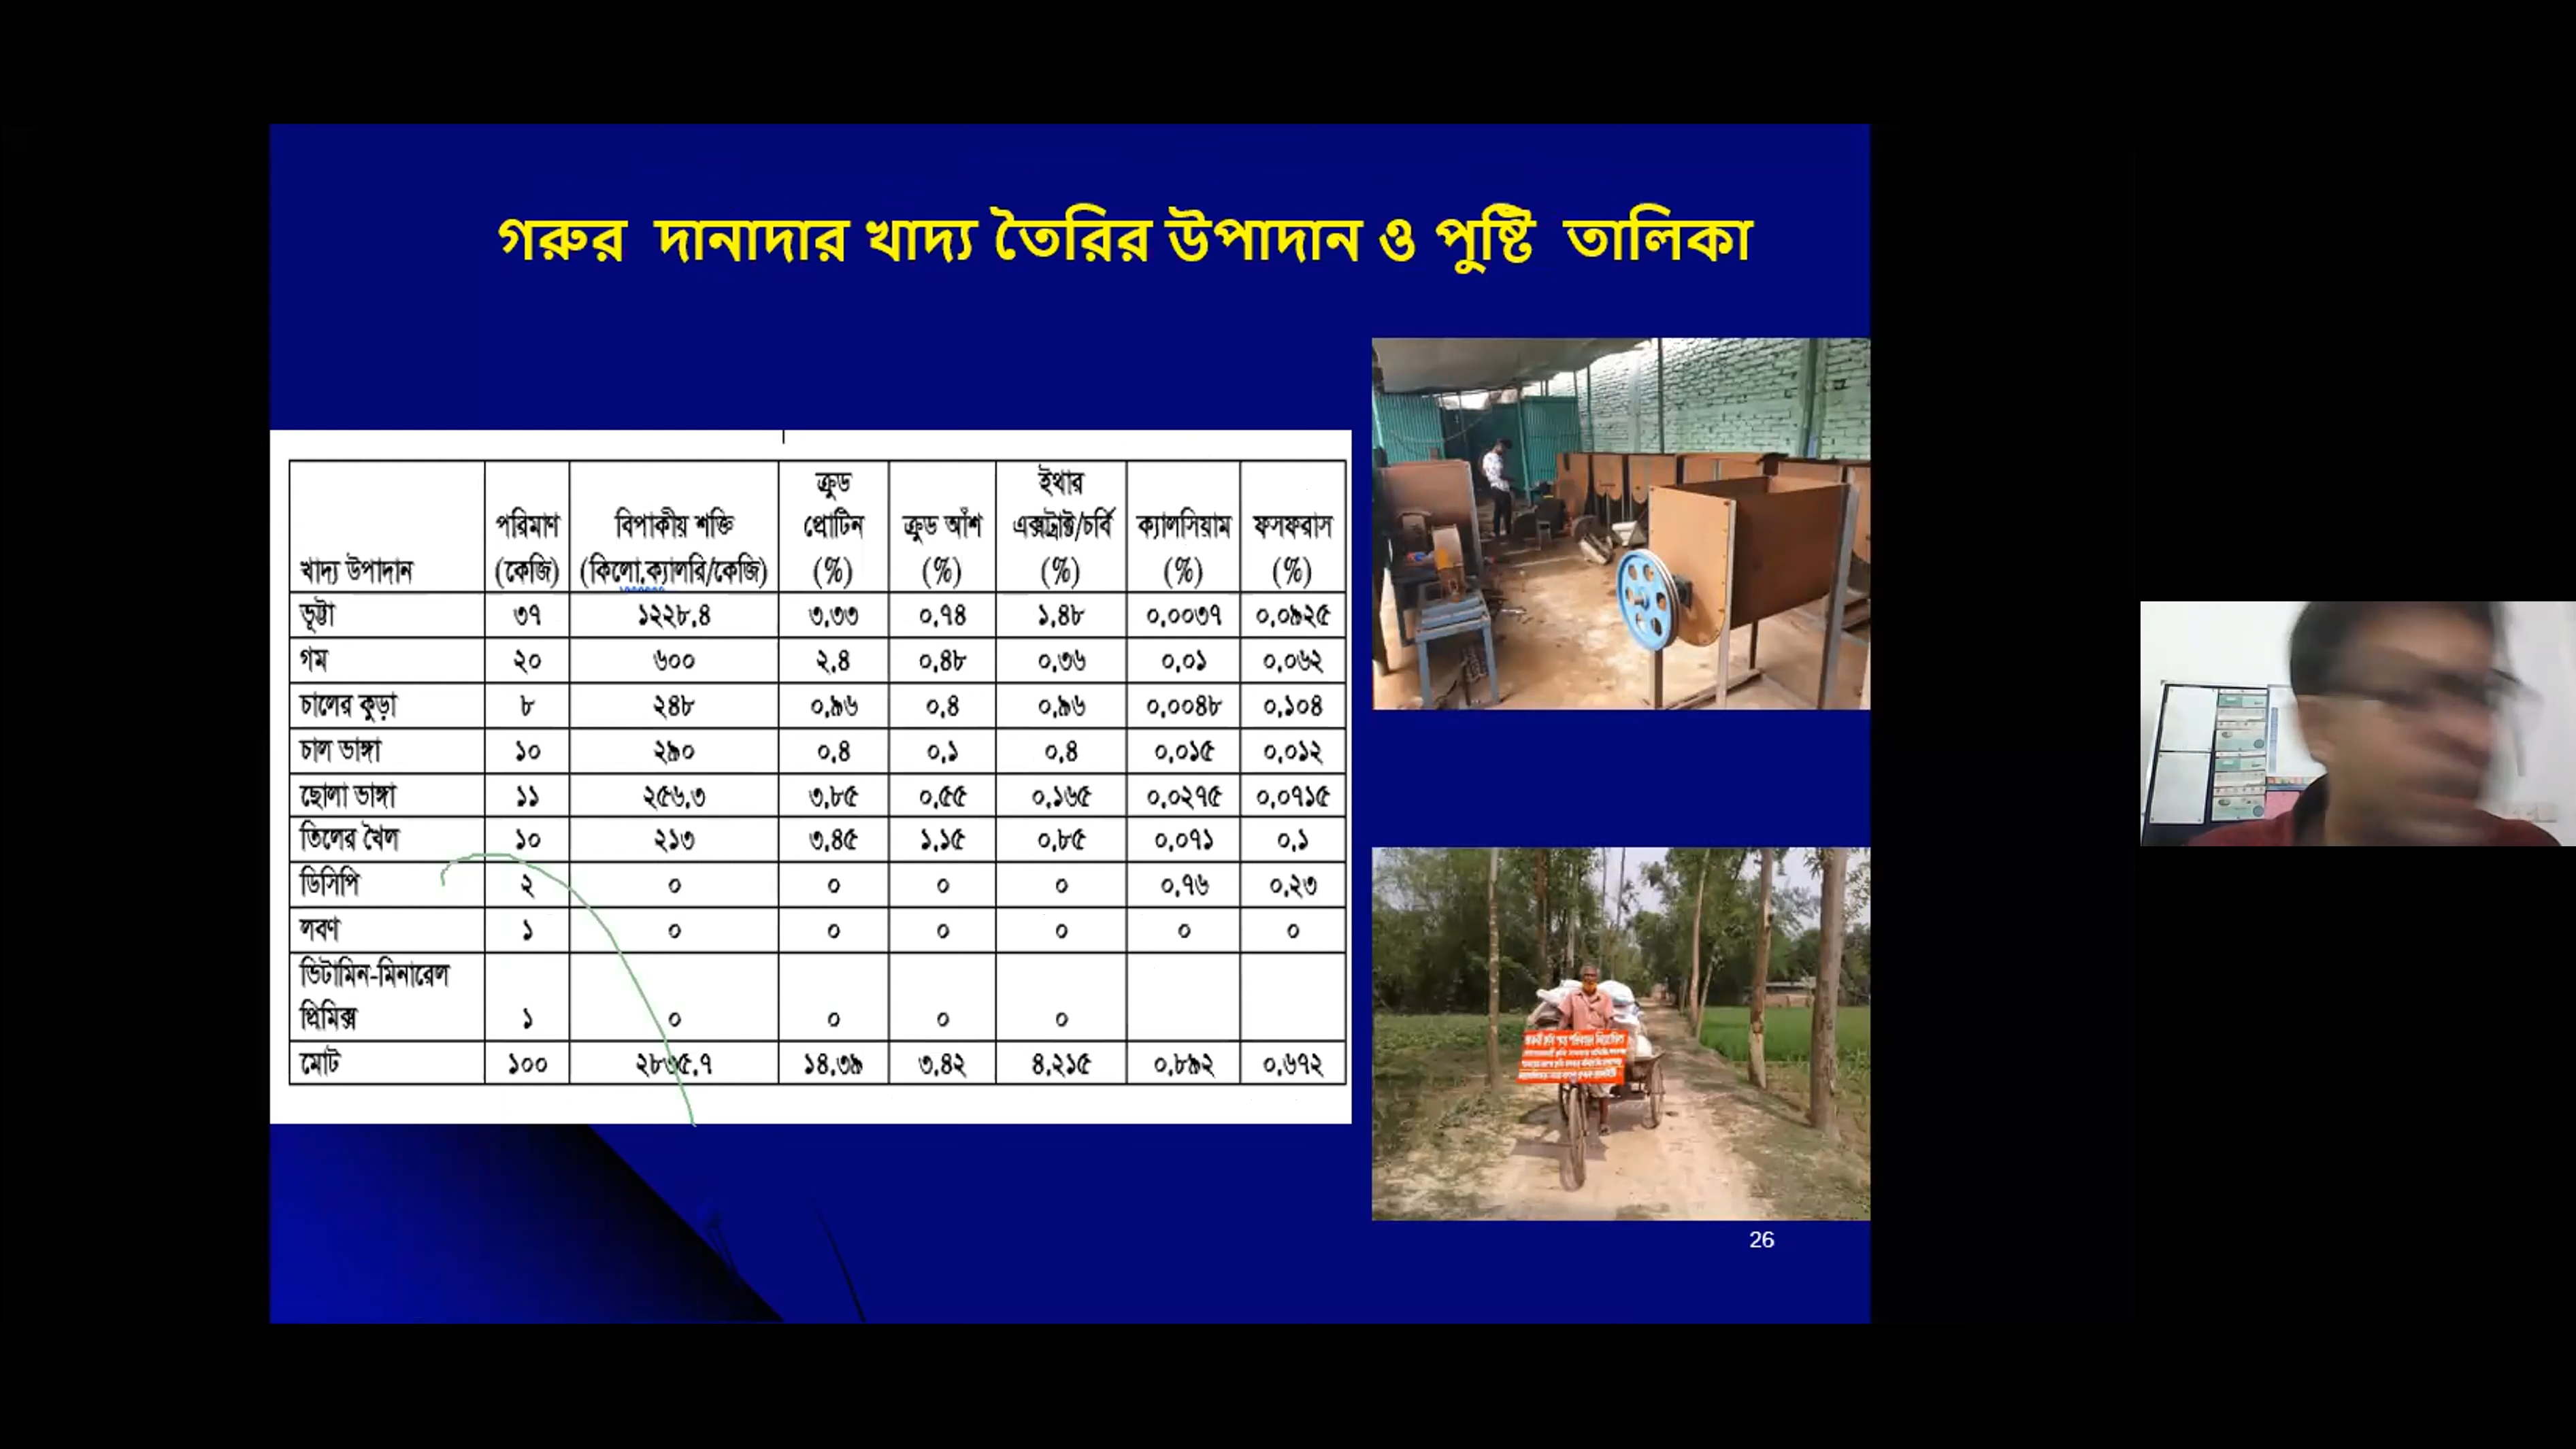 গরুর দানাদার খাদ্য তৈরির উপাদান ও পুষ্টি তালিকা
খাদ্য উপাদান পরিমাণ (কেজি) বিপাকীয় শক্তি (কিলো.ক্যালরি/কেজি) ক্রুড প্রোটিন (%) ক্রুড আঁশ (%) ইথার এক্সট্রাক্ট/চর্বি (%) ক্যালসিয়াম (%) ফসফরাস (%)
ভূট্টা ৩৭ ১২২৮.৪ ৩.৩৩ ০.৭৪ ১.৪৮ ০.০০৩৭ ০.০৯২৫
গম ২০ ৬০০ ২.৪ ০.৪৮ ০.৩৬ ০.০১ ০.০৬২
চালের কুড়া ৮ ২৪৮ ০.৯৬ ০.৪ ০.৯৬ ০.০০৪৮ ০.১০৪
চাল ভাঙ্গা ১০ ২৯০ ০.৪ ০.১ ০.৪ ০.০১৫ ০.০১২
ছোলা ভাঙ্গা ১১ ২৫৬.৩ ৩.৮৫ ০.৫৫ ০.১৬৫ ০.০২৭৫ ০.০৭১৫
তিলের খৈল ১০ ২১৩ ৩.৪৫ ১.১৫ ০.৮৫ ০.০৭১ ০.১
ডিসিপি ২ ০ ০ ০ ০ ০.৭৬ ০.২৩
লবণ ১ ০ ০ ০ ০ ০ ০
ভিটামিন-মিনারেল
প্রিমিক্স ১ ০ ০ ০ ০
মোট ১০০ ২৮৩৫.৭ ১৪.৩৯ ৩.৪২ ৪.২১৫ ০.৮৯২ ০.৬৭২
26